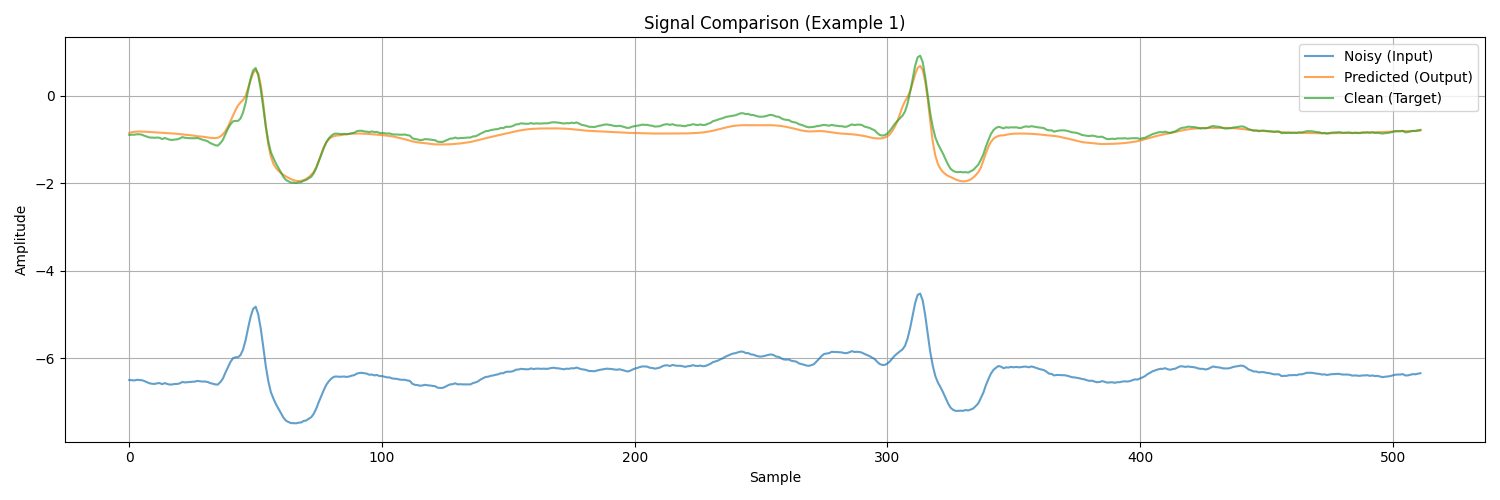 Signal Comparison (Example 1)
Noisy (Input)
Predicted (Output)
Clean (Target)
Amplitude
0
−2
−4
−6
0
100
200
300
400
500
Sample